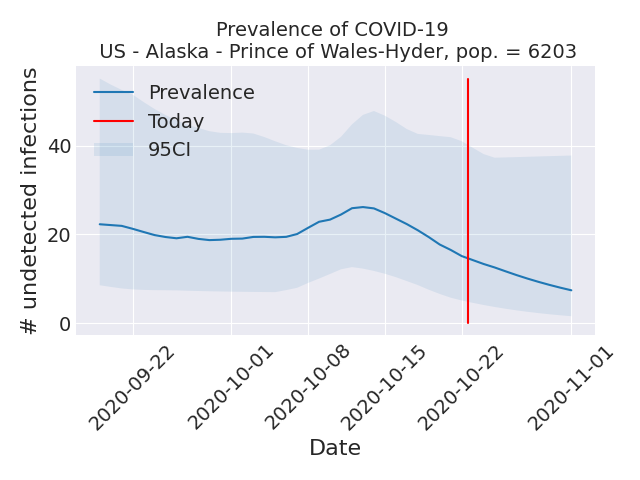 Prevalence of COVID-19
US - Alaska - Prince of Wales-Hyder, pop. = 6203
Prevalence
Today
95CI
# undetected infections
40
20
0
2020-09-22
2020-10-01
2020-10-08
2020-10-15
2020-10-22
2020-11-01
Date